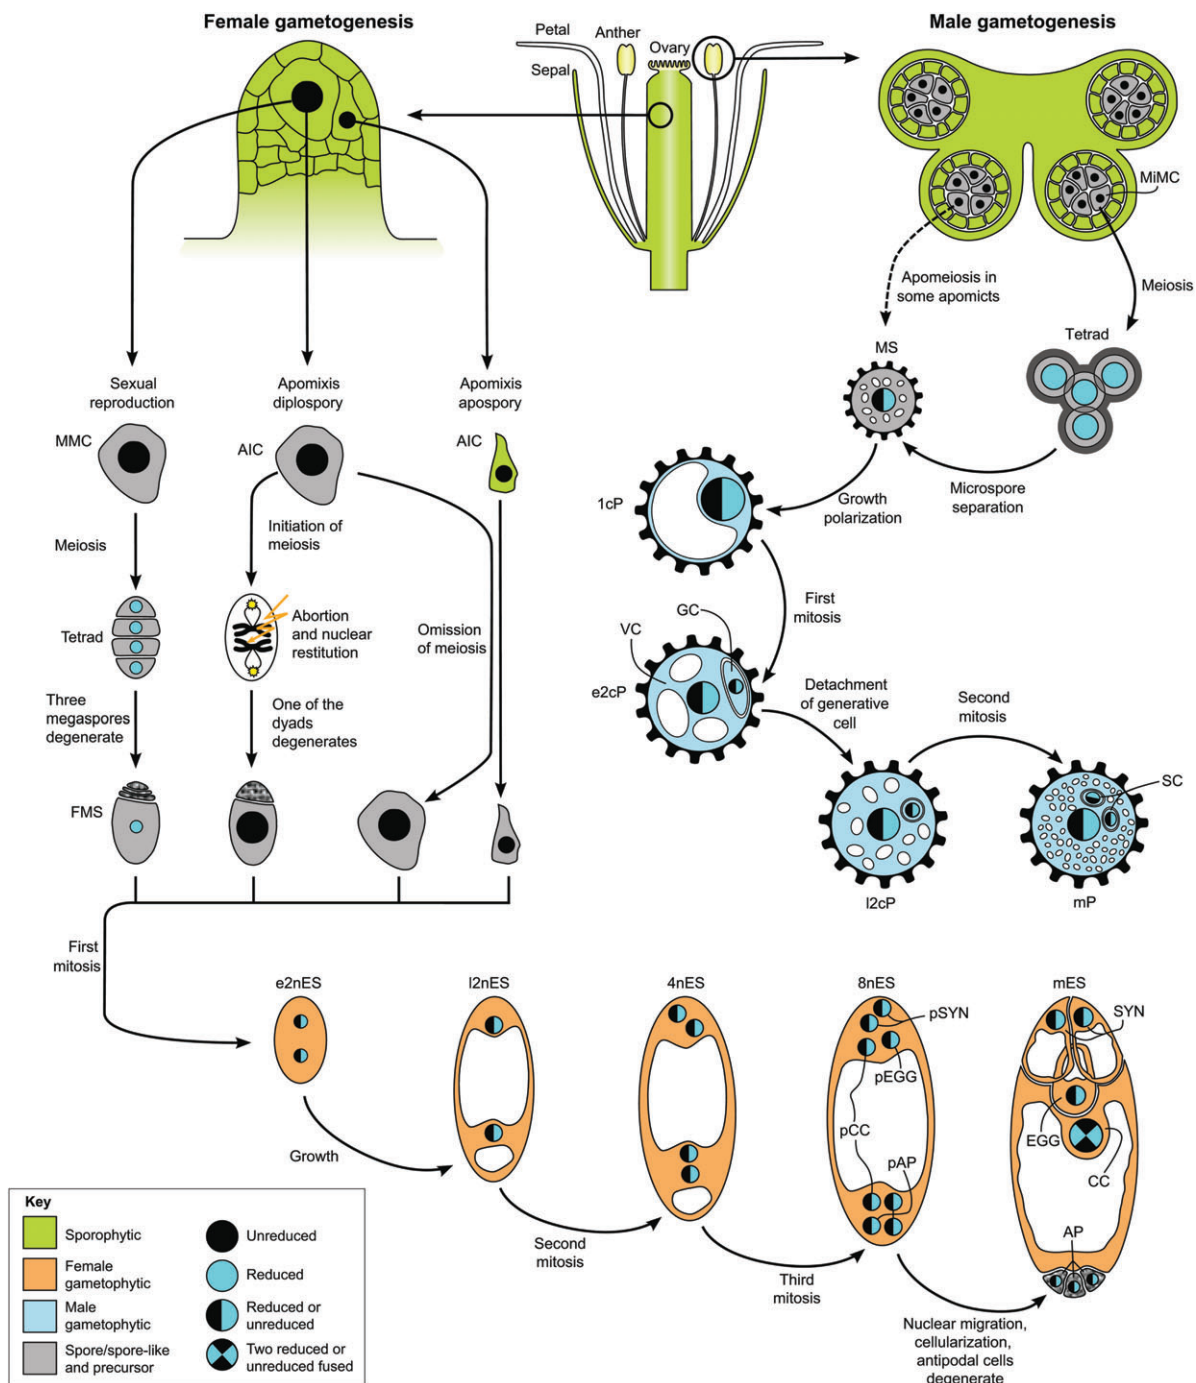 Female gametogenesis
Male gametogenesis
Petal
Anther
Ovary
Sepal
MiMC
Apomeiosis in
some apomicts
Meiosis
MS
Tetrad
Sexual
reproduction
Apomixis
diplospory
Apomixis
apospory
MMC
AIC
AIC
1cP
Growth
polarization
Microspore
separation
Initiation of
meiosis
Meiosis
First
mitosis
GC
VC
Tetrad
Abortion
and nuclear
restitution
Omission
of meiosis
e2cP
Detachment
of generative
cell
Second
mitosis
Three
megaspores
degenerate
One of the
dyads
degenerates
SC
FMS
l2cP
mP
First
mitosis
e2nES
l2nES
4nES
8nES
mES
pSYN
SYN
pEGG
pCC
EGG
pAP
CC
Growth
AP
Second
mitosis
Third
mitosis
Nuclear migration,
cellularization,
antipodal cells
degenerate
Key
Sporophytic
Unreduced
Female
gametophytic
Reduced
Male
gametophytic
Reduced or
unreduced
Spore/spore-like
and precursor
Two reduced or
unreduced fused